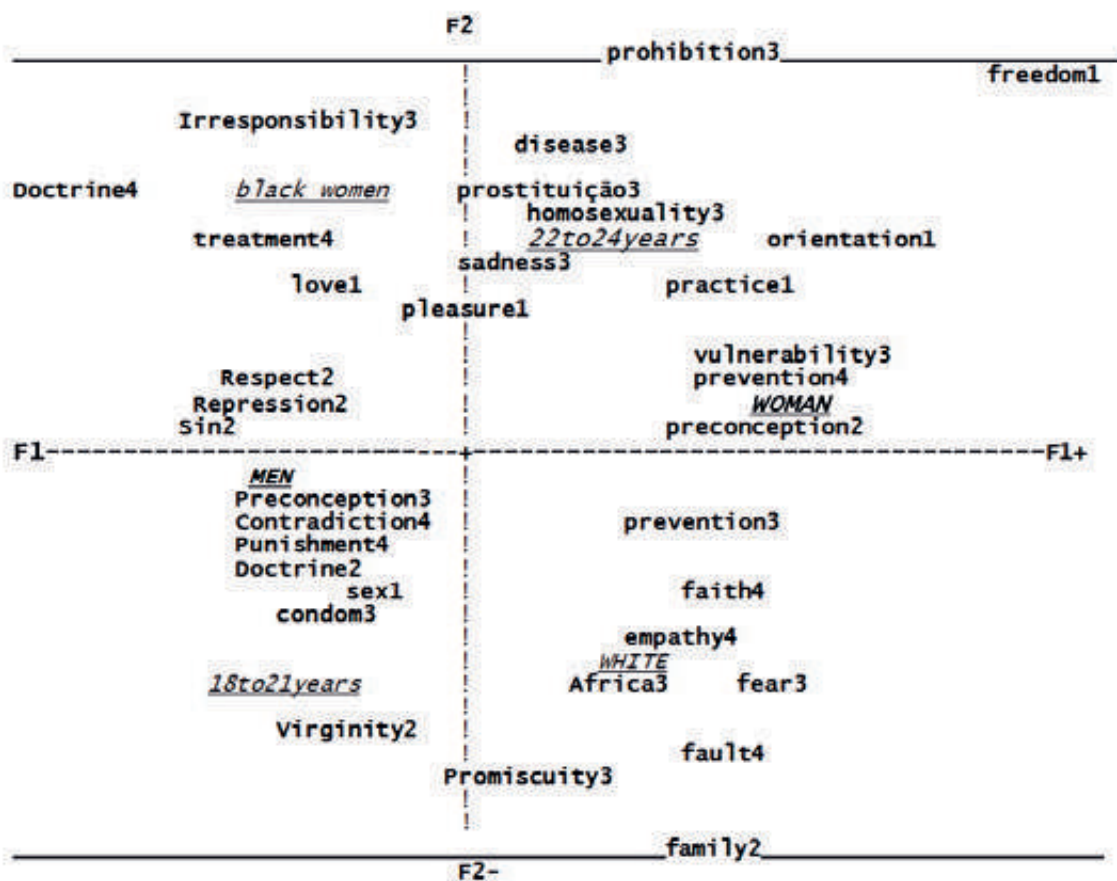 F2
prohibition3
freedom1
Irresponsibility3
disease3
Doctrine4 black women prostituição3
homosexuality3
treatment4 22to24years orientation1
sadness3
love1 practice1
pleasure1
vulnerability3
Respect2 prevention4
Repression2 WOMAN
Sin2 preconception2
F1 F1+
MEN
Preconception3
Contradiction4 prevention3
Punishment4
Doctrine2
sex1 faith4
condom3
empathy4
WHITE
18to21years Africa3 fear3
Virginity2
fault4
Promiscuity3
family2
F2-